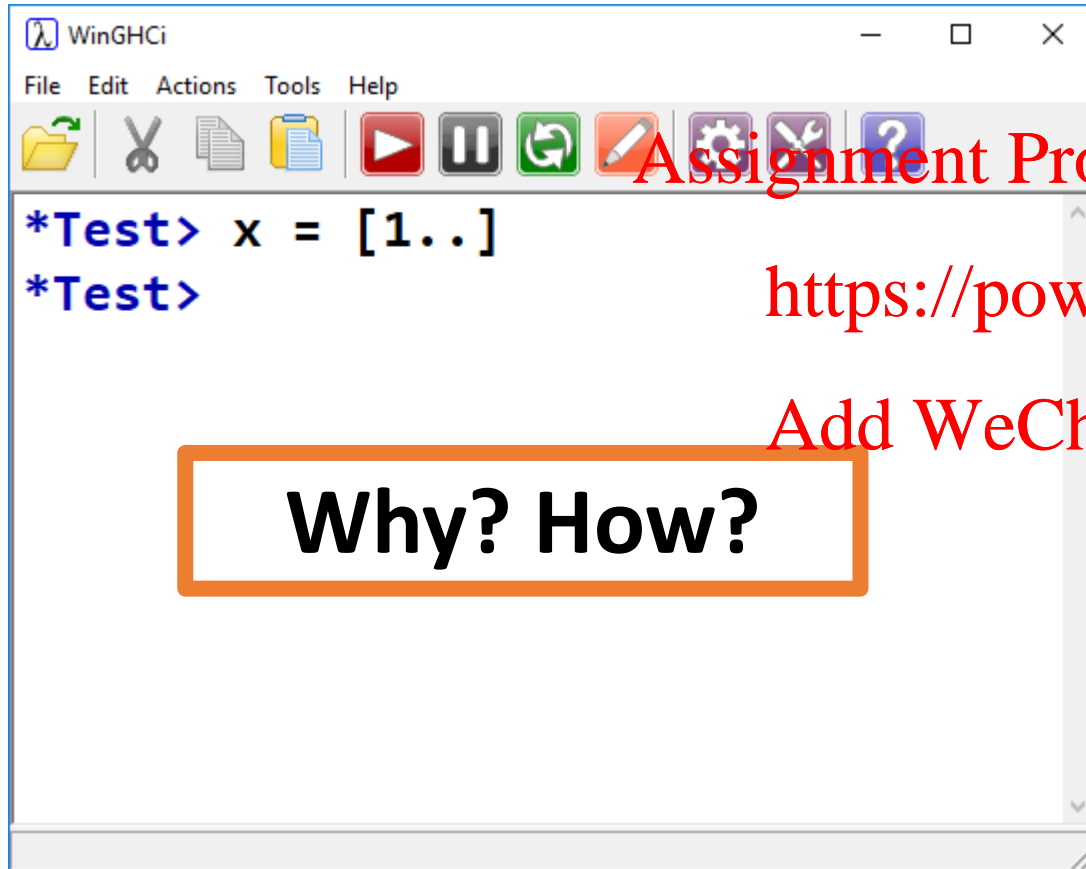 WinGHCi
File Edit Actions Tools Help
Assignment Pro
*Test> x = [1..]
*Test>
https://pow
Add WeCh
Why? How?